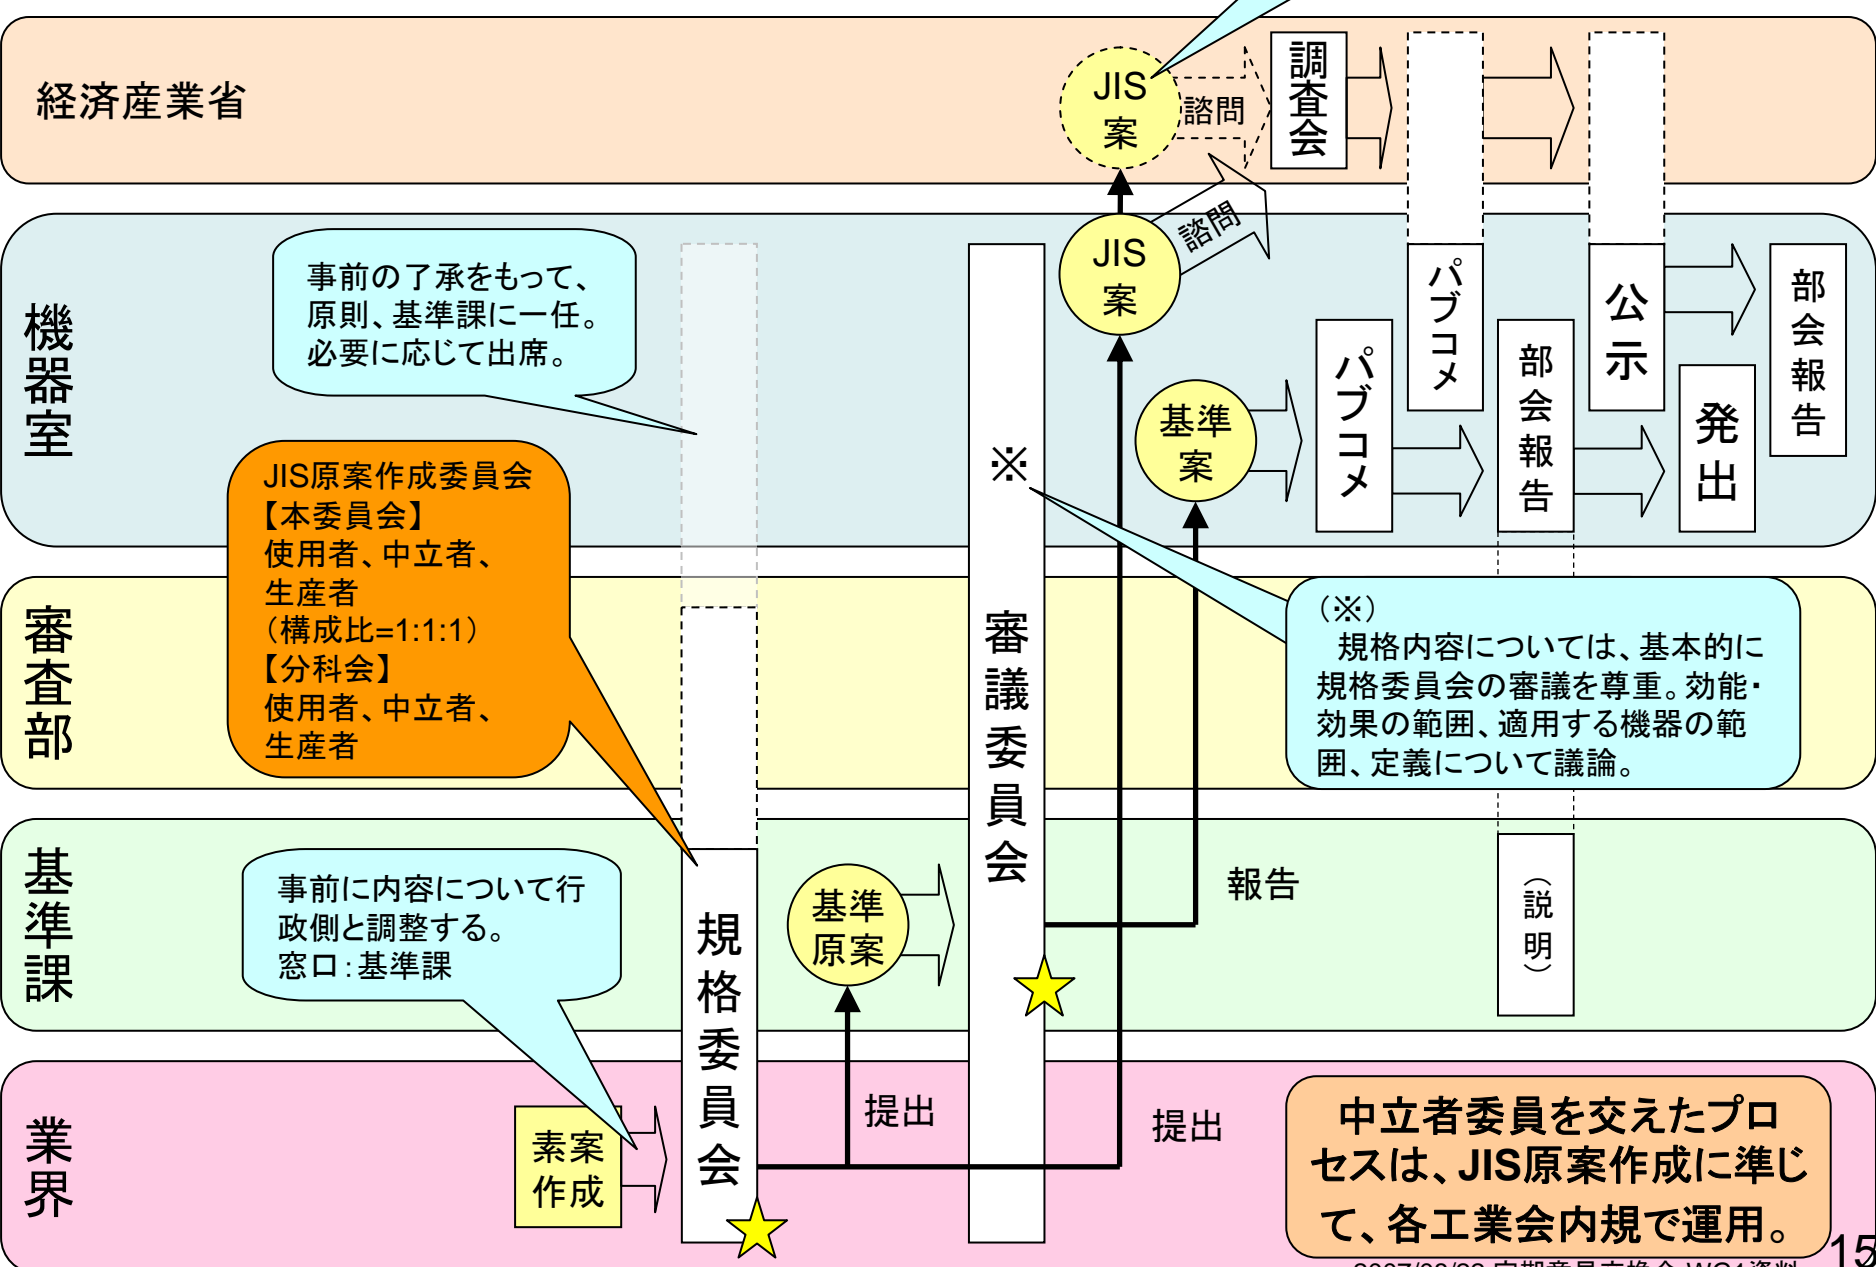 経済産業省
JIS
案
諮問
調査会
機器室
事前の了承をもって、
原則、基準課に一任。
必要に応じて出席。
JIS
案
諮問
パブコメ
公示
部会報告
基準
案
パブコメ
部会報告
発出
※
JIS原案作成委員会
【本委員会】
使用者、中立者、
生産者
（構成比=1:1:1）
【分科会】
使用者、中立者、
生産者
審査部
審議委員会
（※）
規格内容については、基本的に
規格委員会の審議を尊重。効能・
効果の範囲、適用する機器の範
囲、定義について議論。
基準課
事前に内容について行
政側と調整する。
窓口：基準課
規格委員会
基準
原案
報告
（説明）
業界
素案
作成
提出
提出
中立者委員を交えたプロ
セスは、JIS原案作成に準じ
て、各工業会内規で運用。
15